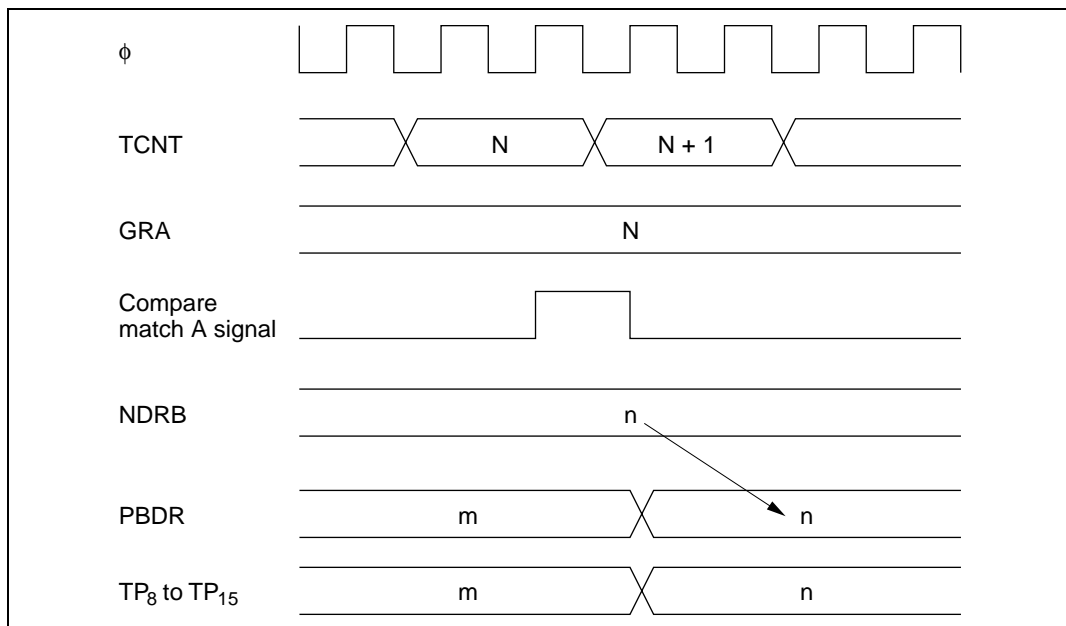 ϕ
TCNT N N + 1
GRA N
Compare
match A signal
NDRB n
PBDR m n
TP8 to TP15 m n